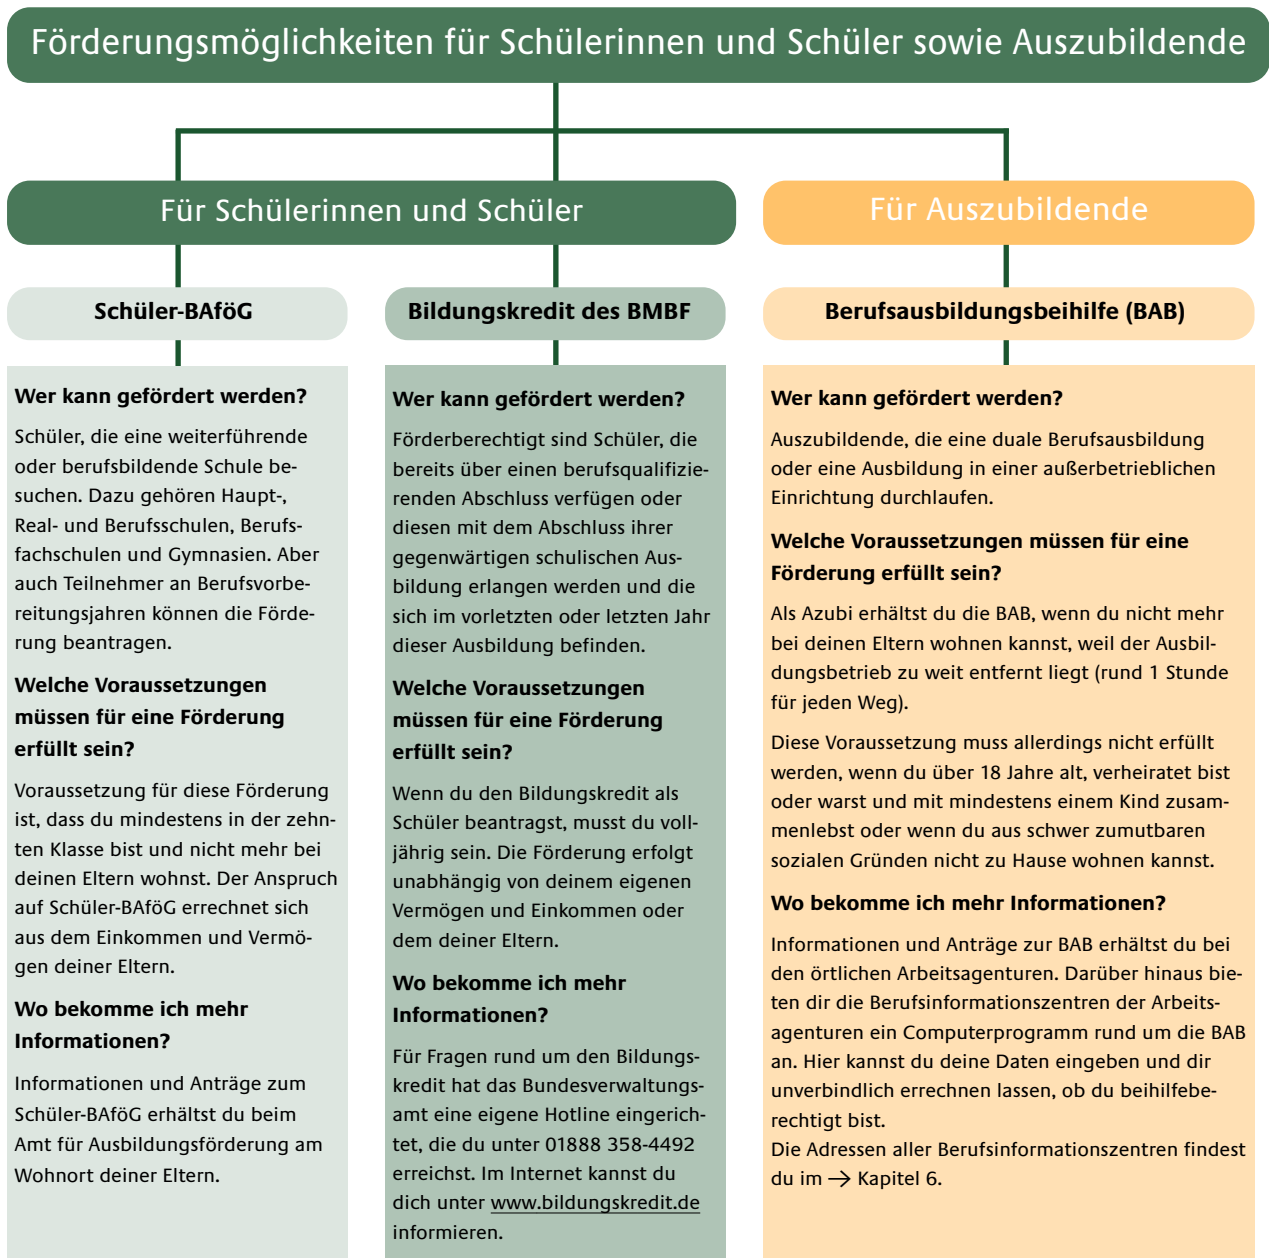 Förderungsmöglichkeiten für Schülerinnen und Schüler sowie Auszubildende
Für Schülerinnen und Schüler
Für Auszubildende
Schüler-BAföG
Wer kann gefördert werden?
Schüler, die eine weiterführende
oder berufsbildende Schule be-
suchen. Dazu gehören Haupt-,
Real- und Berufsschulen, Berufs-
fachschulen und Gymnasien. Aber
auch Teilnehmer an Berufsvorbe-
reitungsjahren können die Förde-
rung beantragen.
Welche Voraussetzungen
müssen für eine Förderung
erfüllt sein?
Voraussetzung für diese Förderung
ist, dass du mindestens in der zehn-
ten Klasse bist und nicht mehr bei
deinen Eltern wohnst. Der Anspruch
auf Schüler-BAföG errechnet sich
aus dem Einkommen und Vermö-
gen deiner Eltern.
Wo bekomme ich mehr
Informationen?
Informationen und Anträge zum
Schüler-BAföG erhältst du beim
Amt für Ausbildungsförderung am
Wohnort deiner Eltern.
Bildungskredit des BMBF
Wer kann gefördert werden?
Förderberechtigt sind Schüler, die
bereits über einen berufsqualifizie-
renden Abschluss verfügen oder
diesen mit dem Abschluss ihrer
gegenwärtigen schulischen Aus-
bildung erlangen werden und die
sich im vorletzten oder letzten Jahr
dieser Ausbildung befinden.
Welche Voraussetzungen
müssen für eine Förderung
erfüllt sein?
Wenn du den Bildungskredit als
Schüler beantragst, musst du voll-
jährig sein. Die Förderung erfolgt
unabhängig von deinem eigenen
Vermögen und Einkommen oder
dem deiner Eltern.
Wo bekomme ich mehr
Informationen?
Für Fragen rund um den Bildungs-
kredit hat das Bundesverwaltungs-
amt eine eigene Hotline eingerich-
tet, die du unter 01888 358-4492
erreichst. Im Internet kannst du
dich unter www.bildungskredit.de
informieren.
Berufsausbildungsbeihilfe (BAB)
Wer kann gefördert werden?
Auszubildende, die eine duale Berufsausbildung
oder eine Ausbildung in einer außerbetrieblichen
Einrichtung durchlaufen.
Welche Voraussetzungen müssen für eine
Förderung erfüllt sein?
Als Azubi erhältst du die BAB, wenn du nicht mehr
bei deinen Eltern wohnen kannst, weil der Ausbil-
dungsbetrieb zu weit entfernt liegt (rund 1 Stunde
für jeden Weg).
Diese Voraussetzung muss allerdings nicht erfüllt
werden, wenn du über 18 Jahre alt, verheiratet bist
oder warst und mit mindestens einem Kind zusam-
menlebst oder wenn du aus schwer zumutbaren
sozialen Gründen nicht zu Hause wohnen kannst.
Wo bekomme ich mehr Informationen?
Informationen und Anträge zur BAB erhältst du bei
den örtlichen Arbeitsagenturen. Darüber hinaus bie-
ten dir die Berufsinformationszentren der Arbeits-
agenturen ein Computerprogramm rund um die BAB
an. Hier kannst du deine Daten eingeben und dir
unverbindlich errechnen lassen, ob du beihilfebe-
rechtigt bist.
Die Adressen aller Berufsinformationszentren findest
du im → Kapitel 6.